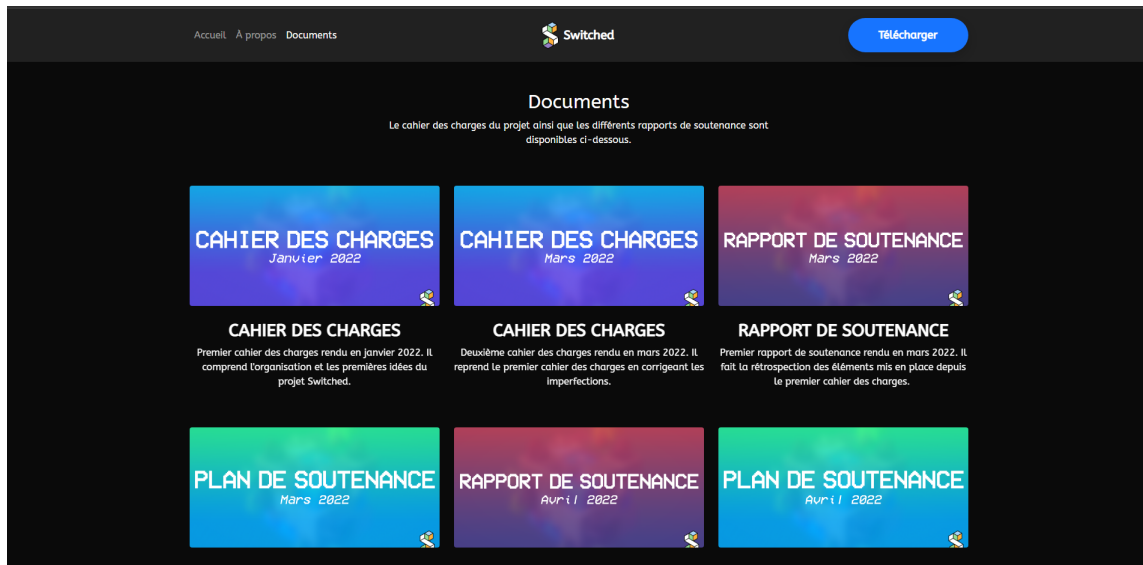 Accueil À propos Documents
Switched
Télécharger
Documents
Le cahier des charges du projet ainsi que les différents rapports de soutenance sont
disponibles ci-dessous.
CAHIER DES CHARGES
Janvier 2022
CAHIER DES CHARGES
Mars 2022
RAPPORT DE SOUTENANCE
Mars 2022
CAHIER DES CHARGES
Premier cahier des charges rendu en janvier 2022. Il
comprend l'organisation et les premières idées du
projet Switched.
CAHIER DES CHARGES
Deuxième cahier des charges rendu en mars 2022. Il
reprend le premier cahier des charges en corrigeant les
imperfections.
RAPPORT DE SOUTENANCE
Premier rapport de soutenance rendu en mars 2022. Il
fait la rétrospection des éléments mis en place depuis
le premier cahier des charges.
PLAN DE SOUTENANCE
Mars 2022
RAPPORT DE SOUTENANCE
Avril 2022
PLAN DE SOUTENANCE
Avril 2022